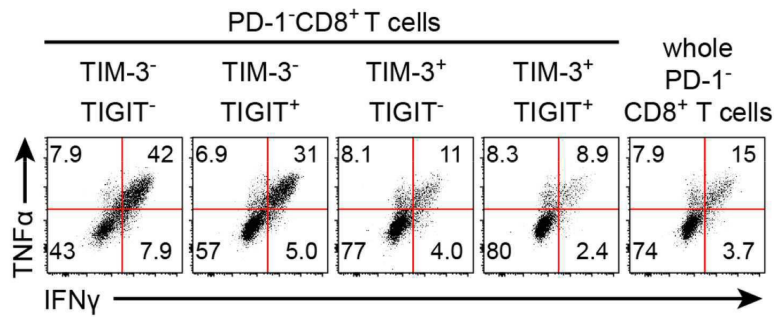 PD-1⁻CD8⁺ T cells
TIM-3⁻ TIM-3⁻ TIM-3⁺ TIM-3⁺
TIGIT⁻ TIGIT⁺ TIGIT⁻ TIGIT⁺
whole
PD-1⁻
CD8⁺ T cells
7.9 42 6.9 31 8.1 11 8.3 8.9 7.9 15
43 7.9 57 5.0 77 4.0 80 2.4 74 3.7
TNFα
IFNγ